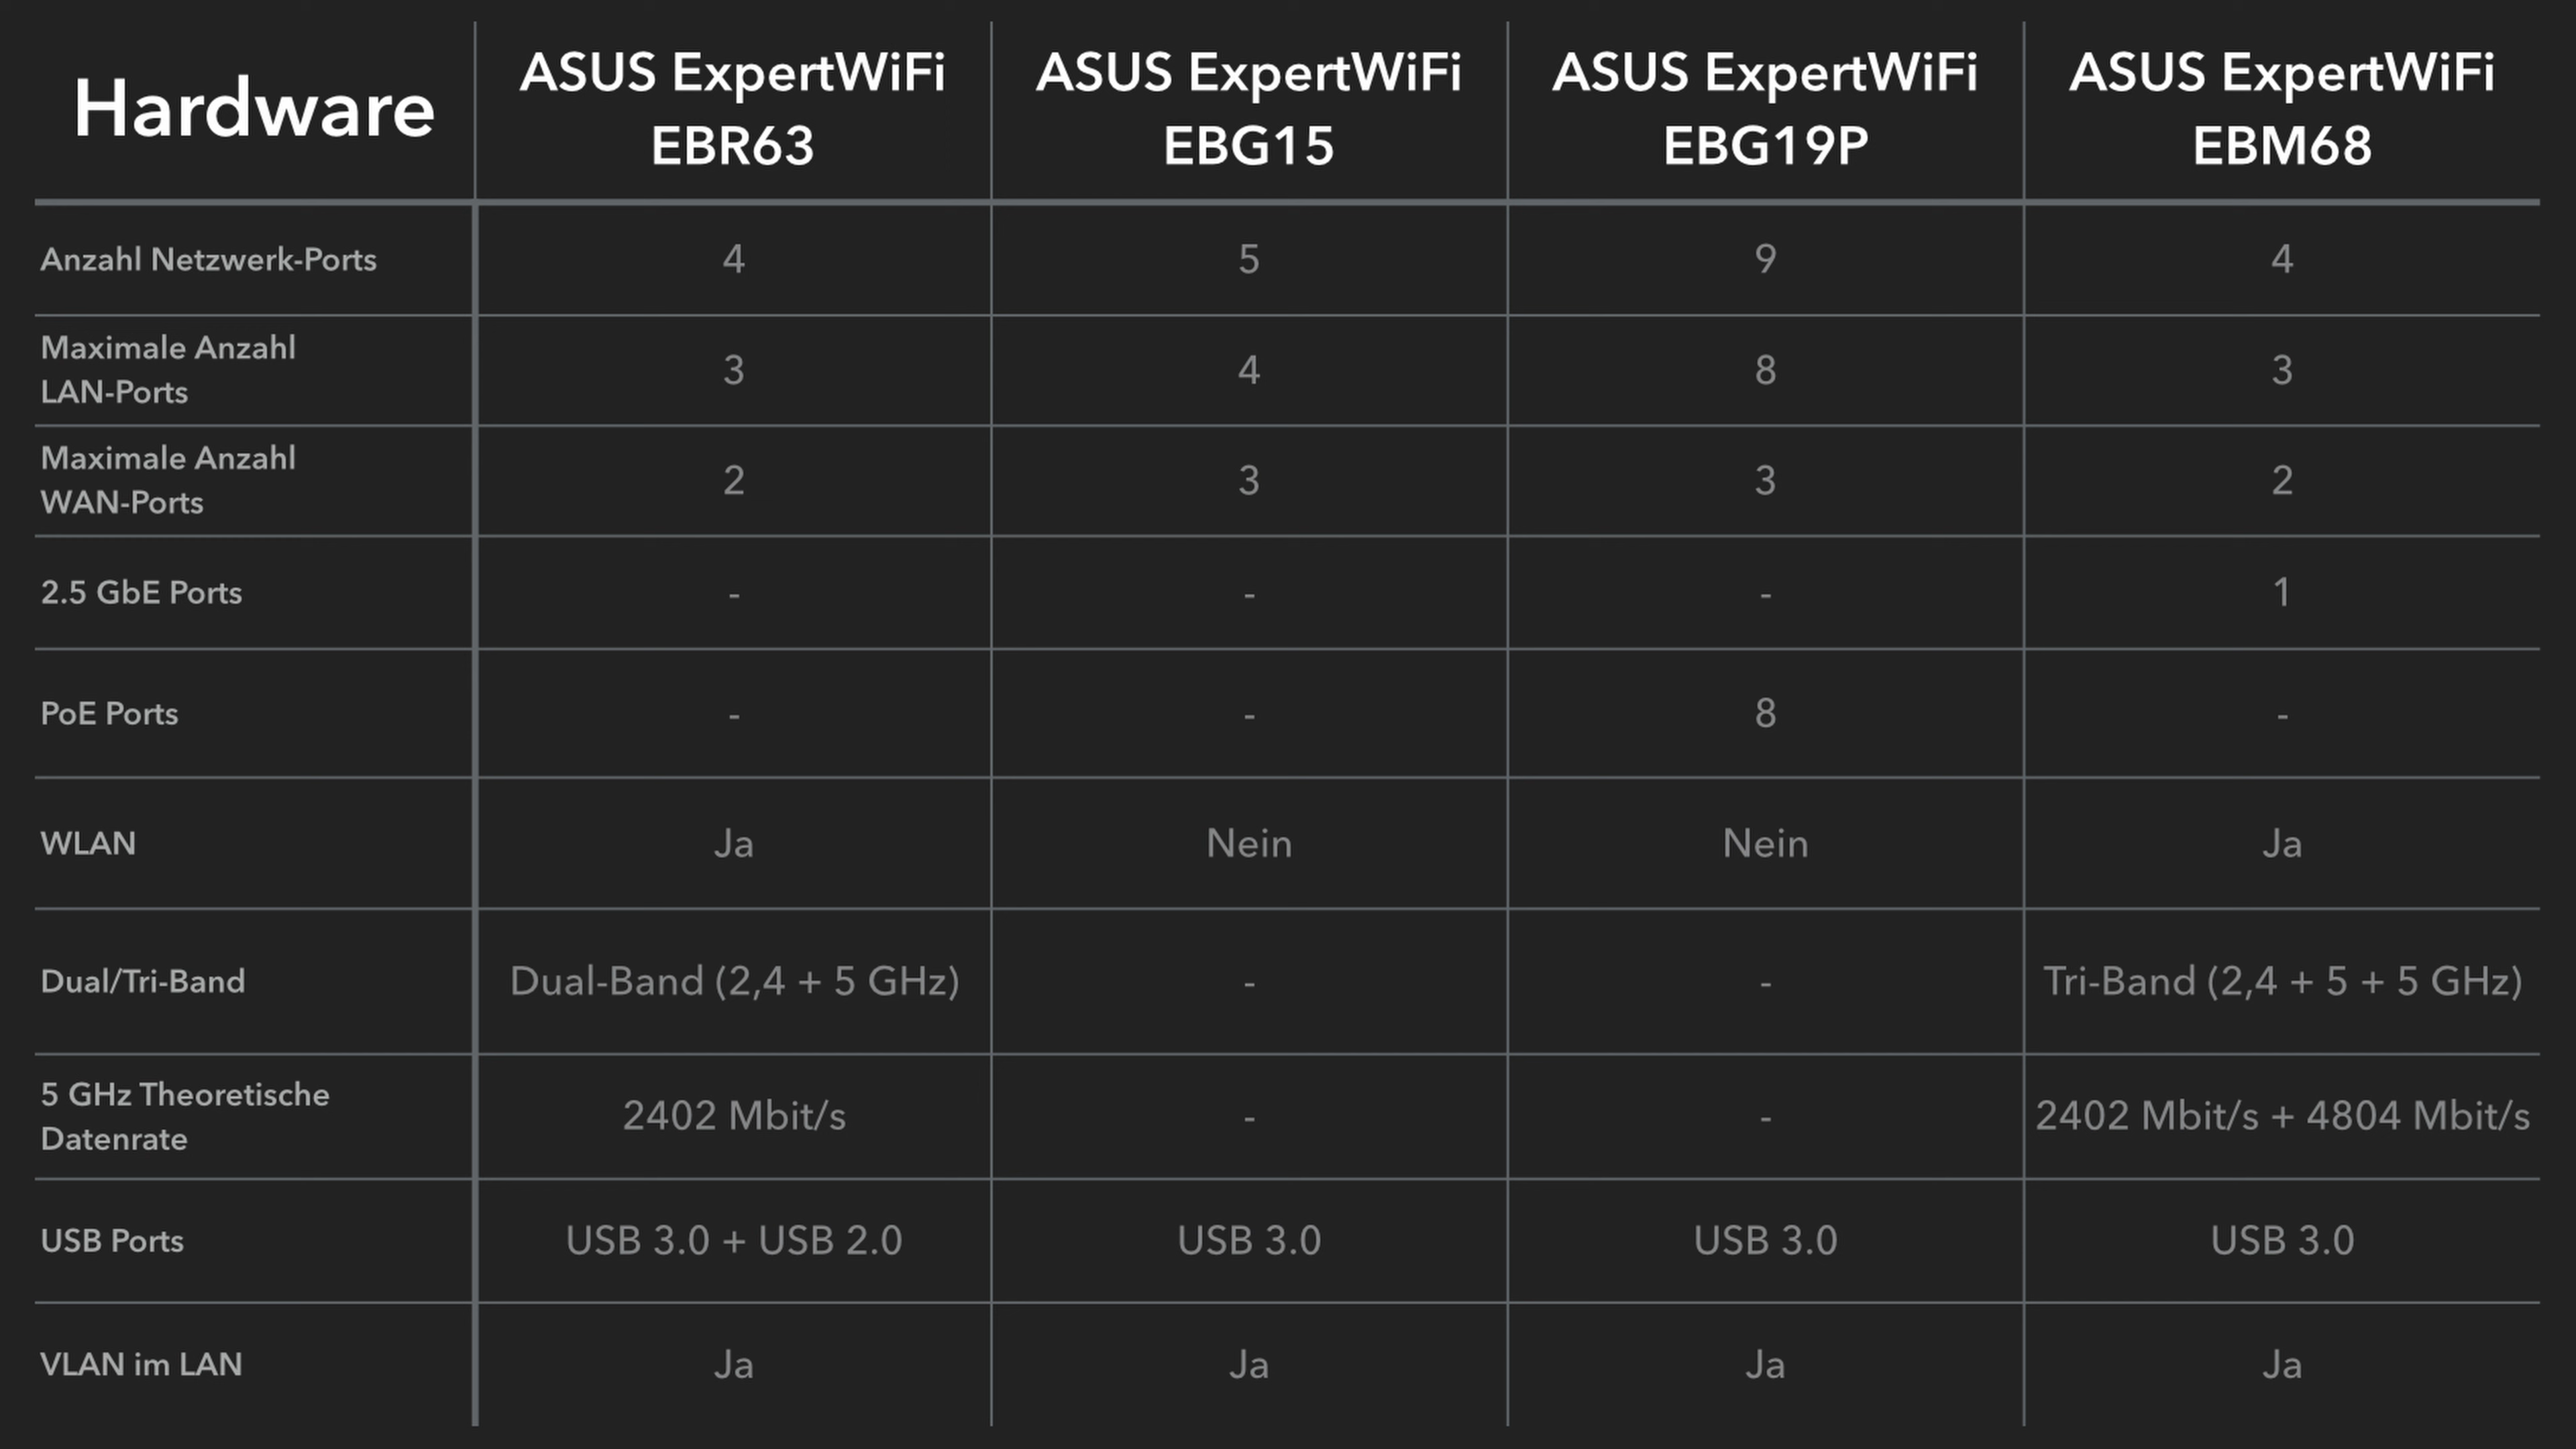 Hardware
ASUS ExpertWiFi
EBR63
ASUS ExpertWiFi
EBG15
ASUS ExpertWiFi
EBG19P
ASUS ExpertWiFi
EBM68
Anzahl Netzwerk-Ports 4 5 9 4
Maximale Anzahl
LAN-Ports 3 4 8 3
Maximale Anzahl
WAN-Ports 2 3 3 2
2.5 GbE Ports - - - 1
PoE Ports - - 8 -
WLAN Ja Nein Nein Ja
Dual/Tri-Band Dual-Band (2,4 + 5 GHz) - - Tri-Band (2,4 + 5 + 5 GHz)
5 GHz Theoretische
Datenrate 2402 Mbit/s - - 2402 Mbit/s + 4804 Mbit/s
USB Ports USB 3.0 + USB 2.0 USB 3.0 USB 3.0 USB 3.0
VLAN im LAN Ja Ja Ja Ja